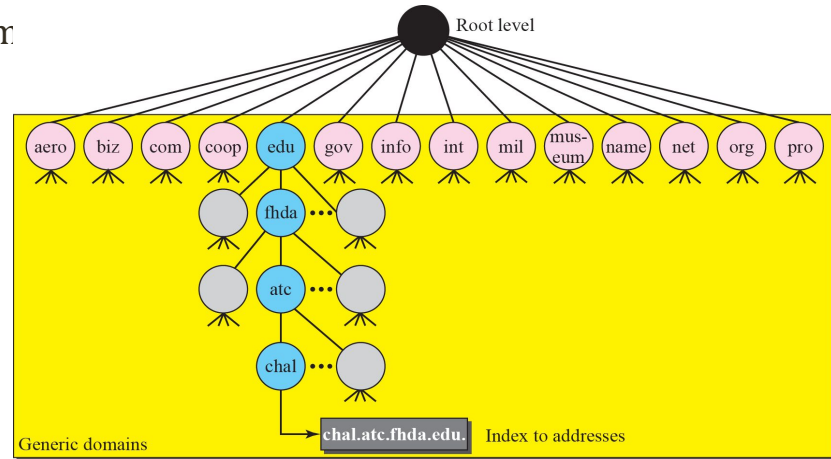 m
Root level
aero biz com coop edu gov info int mil mus-
eum name net org pro
fhda
atc
chal
chal.atc.fhda.edu. Index to addresses
Generic domains